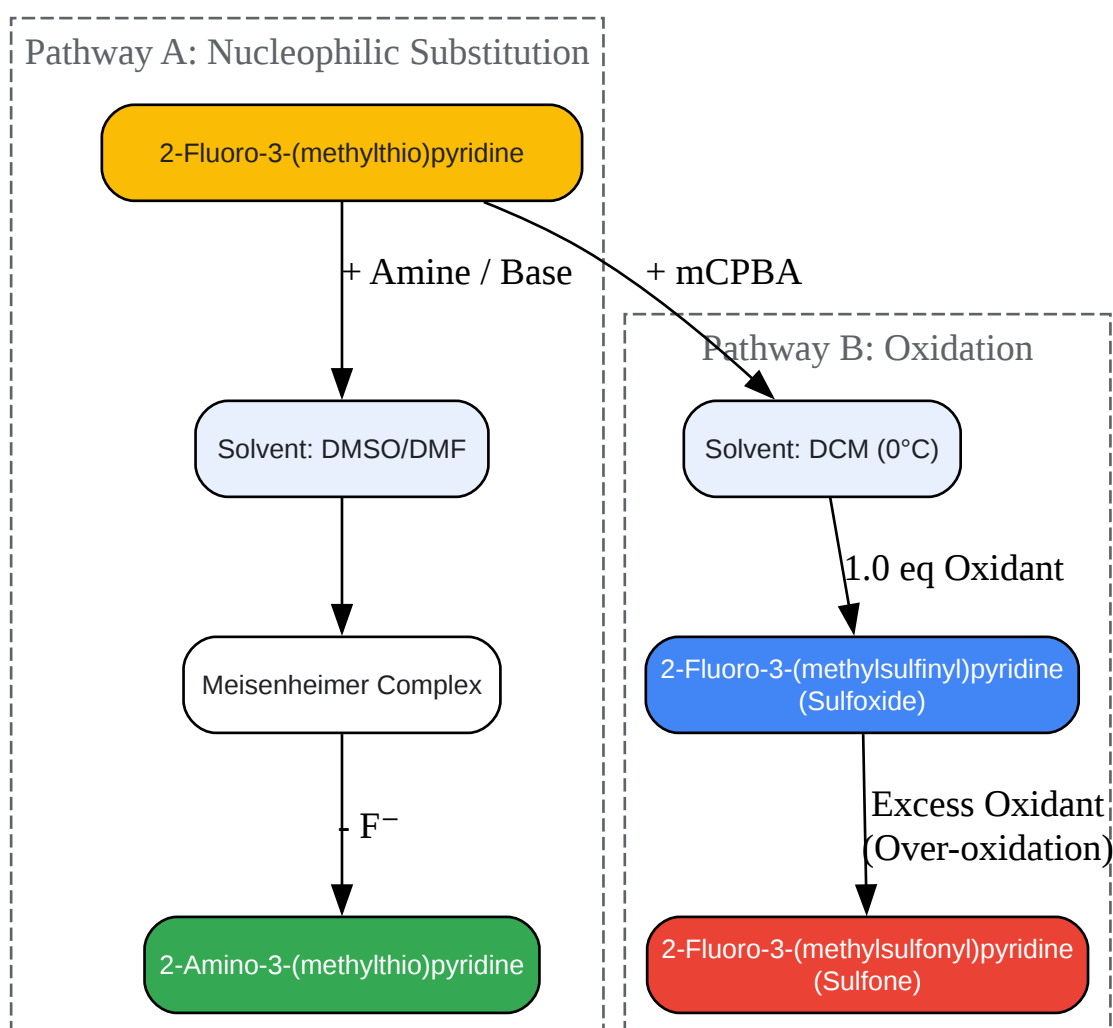 Pathway A: Nucleophilic Substitution
2-Fluoro-3-(methylthio)pyridine
+ Amine / Base
+ mCPBA
Pathway B: Oxidation
Solvent: DMSO/DMF
Solvent: DCM (0°C)
1.0 eq Oxidant
Meisenheimer Complex
2-Fluoro-3-(methylsulfinyl)pyridine
(Sulfoxide)
- F⁻
Excess Oxidant
(Over-oxidation)
2-Amino-3-(methylthio)pyridine
2-Fluoro-3-(methylsulfonyl)pyridine
(Sulfone)